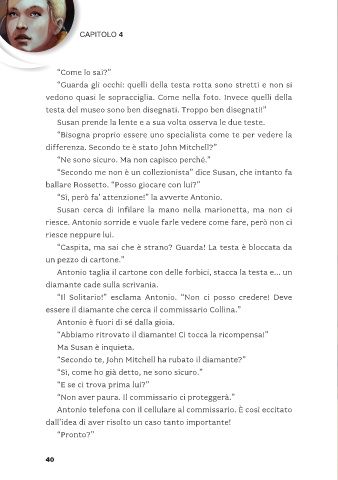 CAPITOLO 4
“Come lo sai?”
“Guarda gli occhi: quelli della testa rotta sono stretti e non si
vedono quasi le sopracciglia. Come nella foto. Invece quelli della
testa del museo sono ben disegnati. Troppo ben disegnati!”
Susan prende la lente e a sua volta osserva le due teste.
“Bisogna proprio essere uno specialista come te per vedere la
differenza. Secondo te è stato John Mitchell?”
“Ne sono sicuro. Ma non capisco perché.”
“Secondo me non è un collezionista” dice Susan, che intanto fa
ballare Rossetto. “Posso giocare con lui?”
“Sì, però fa’ attenzione!” la avverte Antonio.
Susan cerca di infilare la mano nella marionetta, ma non ci
riesce. Antonio sorride e vuole farle vedere come fare, però non ci
riesce neppure lui.
“Caspita, ma sai che è strano? Guarda! La testa è bloccata da
un pezzo di cartone.”
Antonio taglia il cartone con delle forbici, stacca la testa e... un
diamante cade sulla scrivania.
“Il Solitario!” esclama Antonio. “Non ci posso credere! Deve
essere il diamante che cerca il commissario Collina.”
Antonio è fuori di sé dalla gioia.
“Abbiamo ritrovato il diamante! Ci tocca la ricompensa!”
Ma Susan è inquieta.
“Secondo te, John Mitchell ha rubato il diamante?”
“Sì, come ho già detto, ne sono sicuro.”
“E se ci trova prima lui?”
“Non aver paura. Il commissario ci proteggerà.”
Antonio telefona con il cellulare al commissario. È così eccitato
dall’idea di aver risolto un caso tanto importante!
“Pronto?”
40